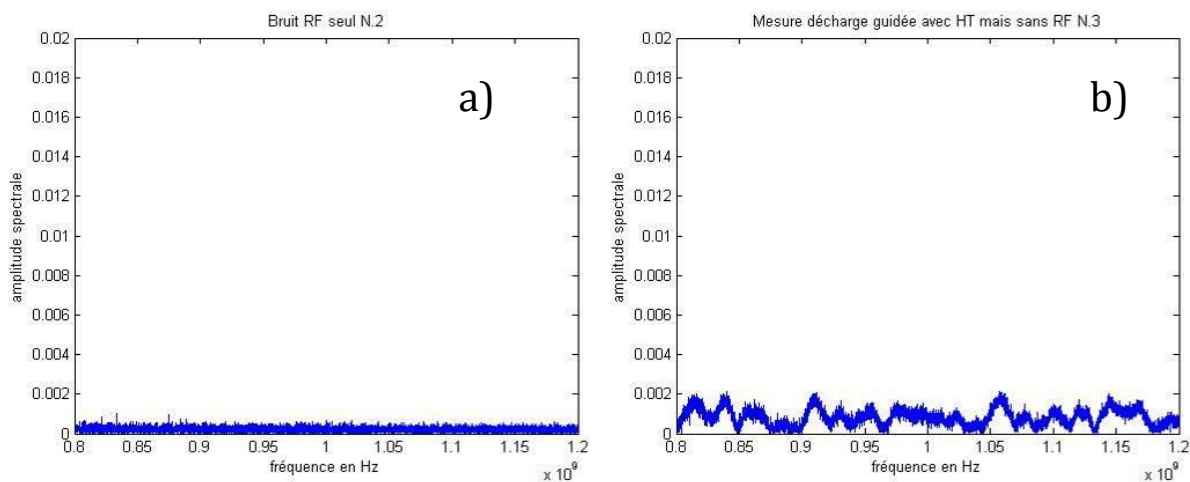 Bruit RF seul N.2
a)
amplitude spectrale
0.02
0.018
0.016
0.014
0.012
0.01
0.008
0.006
0.004
0.002
0
0.8 0.85 0.9 0.95 1 1.05 1.1 1.15 1.2
fréquence en Hz
x 10⁹
Mesure décharge guidée avec HT mais sans RF N.3
b)
amplitude spectrale
0.02
0.018
0.016
0.014
0.012
0.01
0.008
0.006
0.004
0.002
0
0.8 0.85 0.9 0.95 1 1.05 1.1 1.15 1.2
fréquence en Hz
x 10⁹